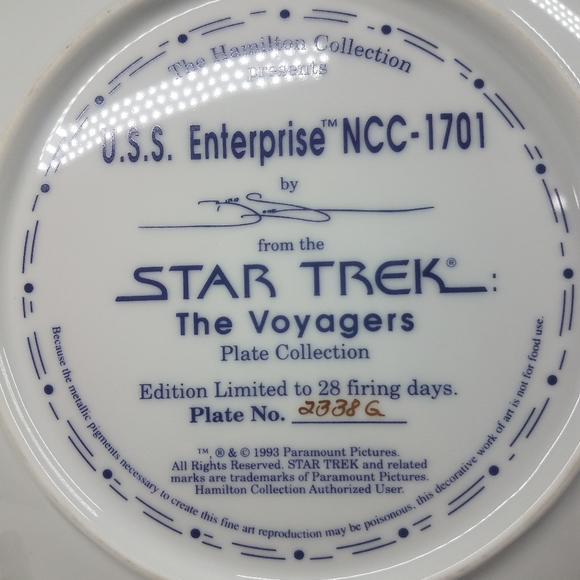 The Hamilton Collection
presents
U.S.S. Enterprise™ NCC-1701
by
from the
STAR TREK®:
The Voyagers
Plate Collection
Edition Limited to 28 firing days.
Plate No. 2338G
™, ® & © 1993 Paramount Pictures.
All Rights Reserved. STAR TREK and related
marks are trademarks of Paramount Pictures.
Hamilton Collection Authorized User.
Because the metallic pigments necessary to create this fine art reproduction may be poisonous, this decorative work of art is not for food use.